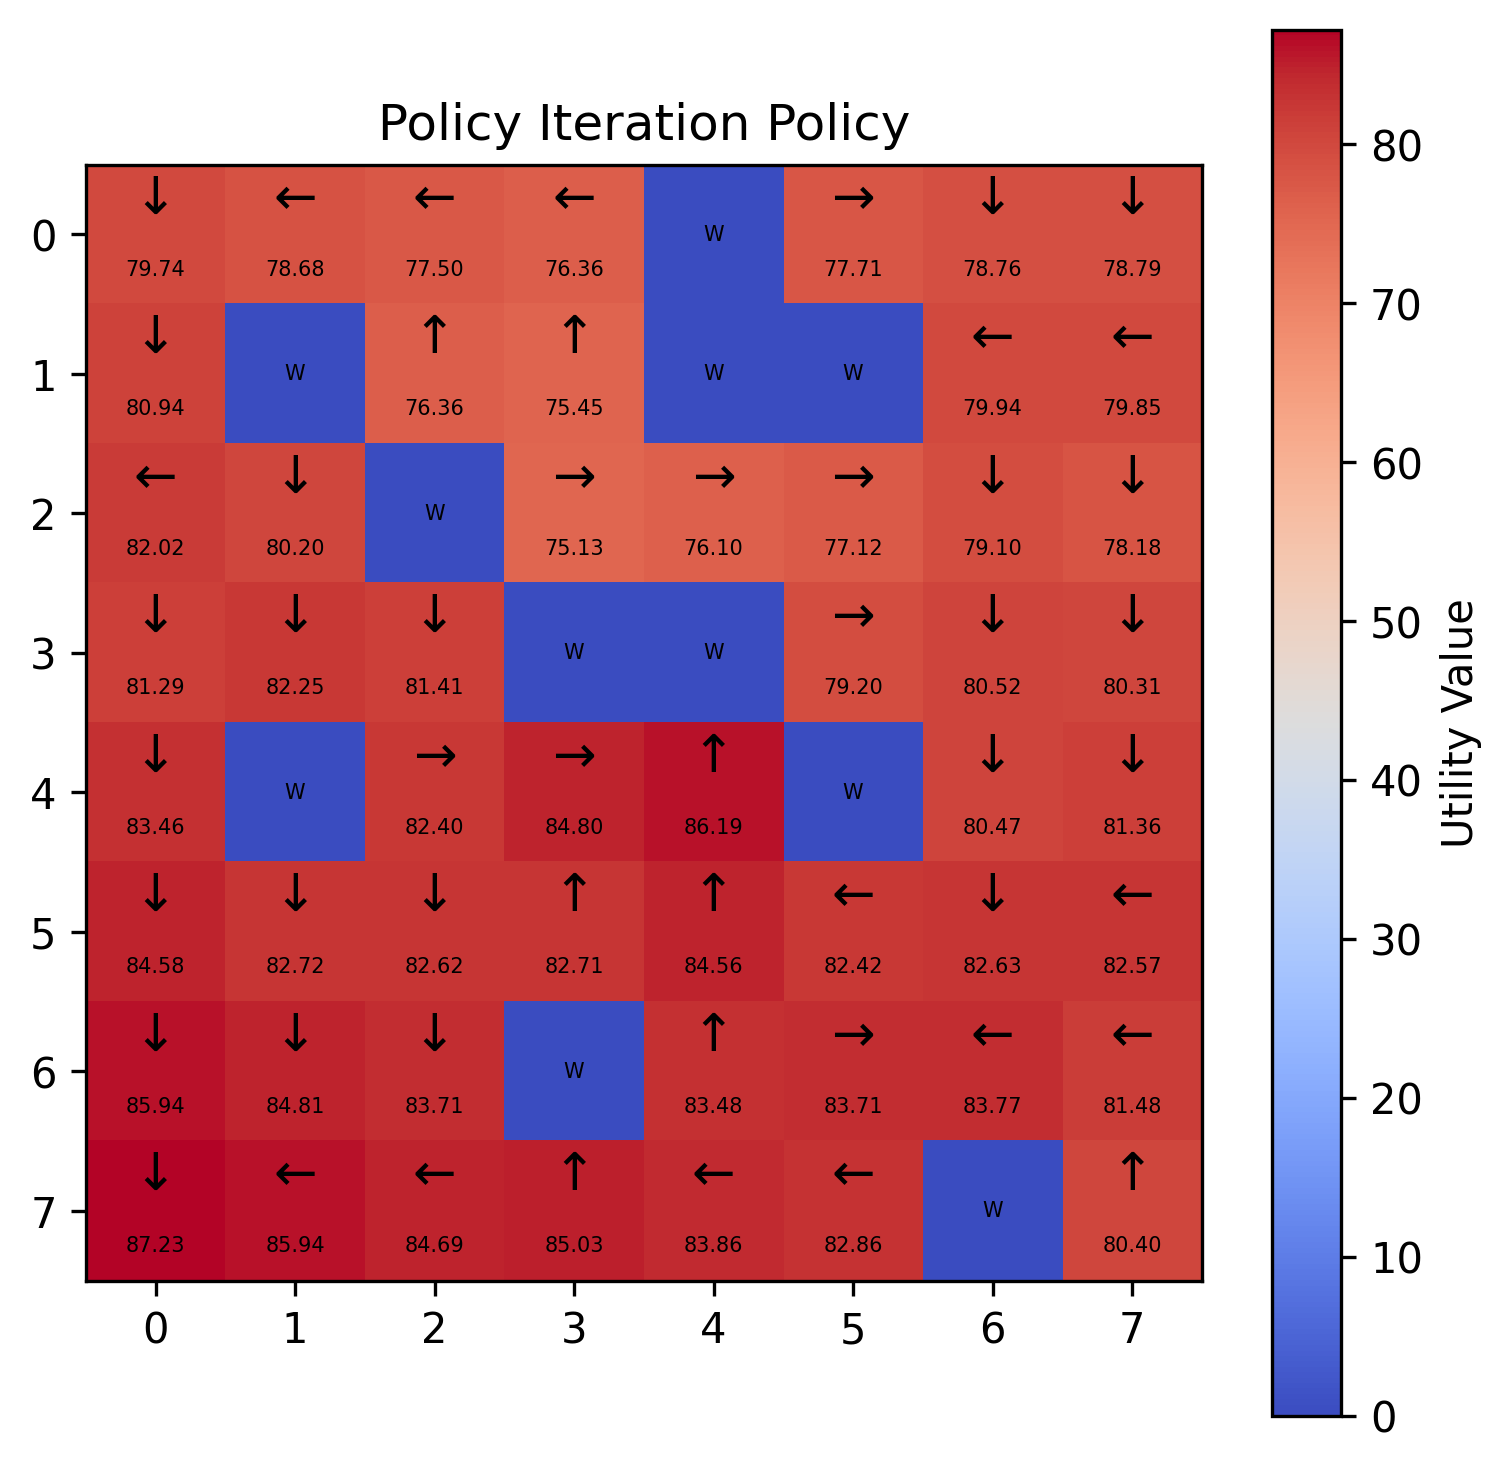 Policy Iteration Policy
↓ ← ← ← W → ↓ ↓
0 79.74 78.68 77.50 76.36 77.71 78.76 78.79
↓ W ↑ ↑ W W ← ←
1 80.94 76.36 75.45 79.94 79.85
← ↓ W → → → ↓ ↓
2 82.02 80.20 75.13 76.10 77.12 79.10 78.18
↓ ↓ ↓ W W → ↓ ↓
3 81.29 82.25 81.41 79.20 80.52 80.31
↓ W → → ↑ W ↓ ↓
4 83.46 82.40 84.80 86.19 80.47 81.36
↓ ↓ ↓ ↑ ↑ ← ↓ ←
5 84.58 82.72 82.62 82.71 84.56 82.42 82.63 82.57
↓ ↓ ↓ W ↑ → ← ←
6 85.94 84.81 83.71 83.48 83.71 83.77 81.48
↓ ← ← ↑ ← ← W ↑
7 87.23 85.94 84.69 85.03 83.86 82.86 80.40
0 1 2 3 4 5 6 7
80
70
60
50
40
30
20
10
0
Utility Value